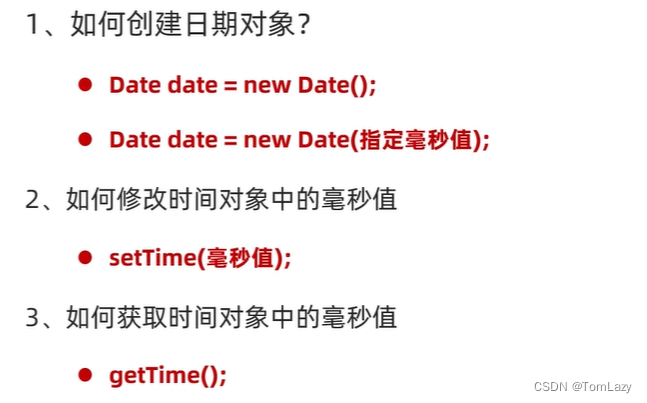 1、如何创建日期对象？
● Date date = new Date();
● Date date = new Date(指定毫秒值);
2、如何修改时间对象中的毫秒值
● setTime(毫秒值);
3、如何获取时间对象中的毫秒值
● getTime();
CSDN @TomLazy